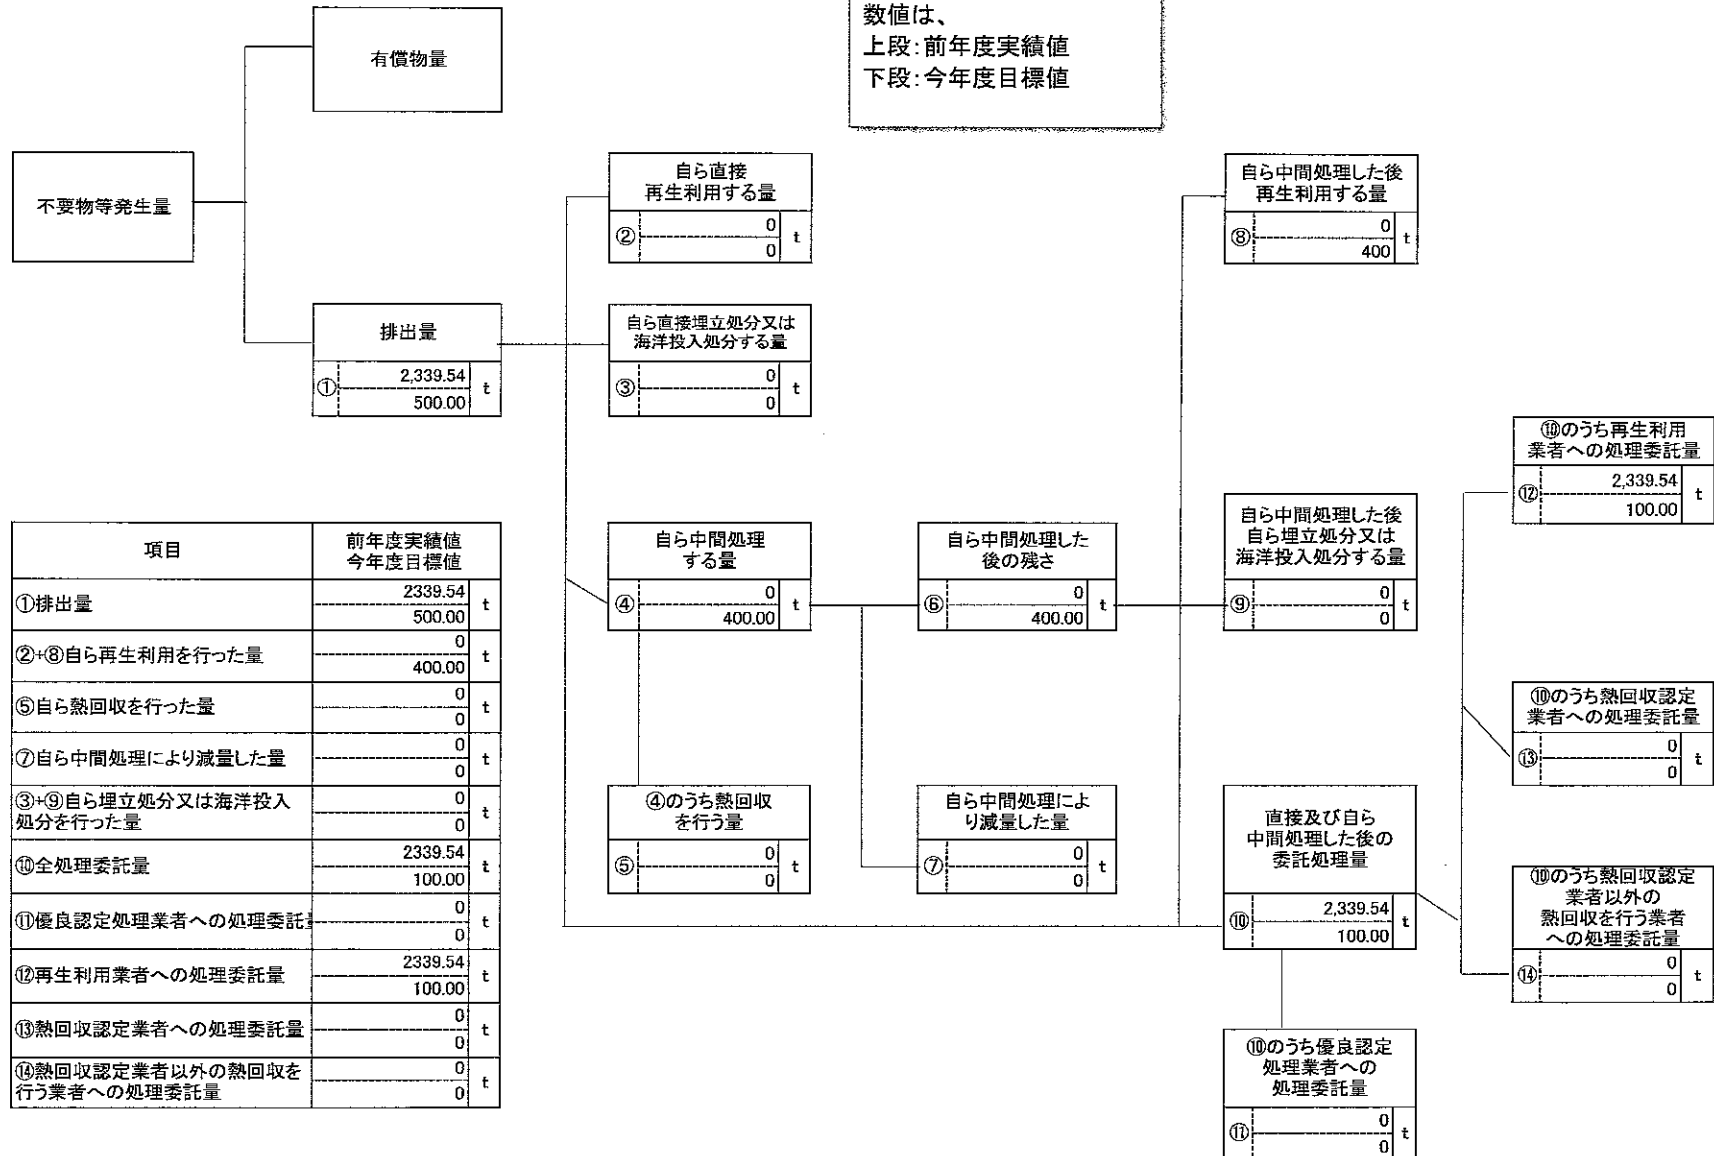 数値は、
上段：前年度実績値
下段：今年度目標値
有償物量
不要物等発生量
排出量
① 2,339.54 t
500.00
自ら直接
再生利用する量
② 0 t
0
自ら直接埋立処分又は
海洋投入処分する量
③ 0 t
0
自ら中間処理
する量
④ 0 t
400.00
④のうち熱回収
を行う量
⑤ 0 t
0
自ら中間処理した
後の残さ
⑥ 0 t
400.00
自ら中間処理によ
り減量した量
⑦ 0 t
0
自ら中間処理した後
再生利用する量
⑧ 0 t
400
自ら中間処理した後
自ら埋立処分又は
海洋投入処分する量
⑨ 0 t
0
直接及び自ら
中間処理した後の
委託処理量
⑩ 2,339.54 t
100.00
⑩のうち優良認定
処理業者への
処理委託量
⑪ 0 t
0
⑩のうち再生利用
業者への処理委託量
⑫ 2,339.54 t
100.00
⑩のうち熱回収認定
業者への処理委託量
⑬ 0 t
0
⑩のうち熱回収認定
業者以外の
熱回収を行う業者
への処理委託量
⑭ 0 t
0
項目 前年度実績値
今年度目標値
①排出量 2339.54 t
500.00
②+⑧自ら再生利用を行った量 0 t
400.00
⑤自ら熱回収を行った量 0 t
0
⑦自ら中間処理により減量した量 0 t
0
③+⑨自ら埋立処分又は海洋投入
処分を行った量 0 t
0
⑩全処理委託量 2339.54 t
100.00
⑪優良認定処理業者への処理委託 0 t
0
⑫再生利用業者への処理委託量 2339.54 t
100.00
⑬熱回収認定業者への処理委託量 0 t
0
⑭熱回収認定業者以外の熱回収を
行う業者への処理委託量 0 t
0